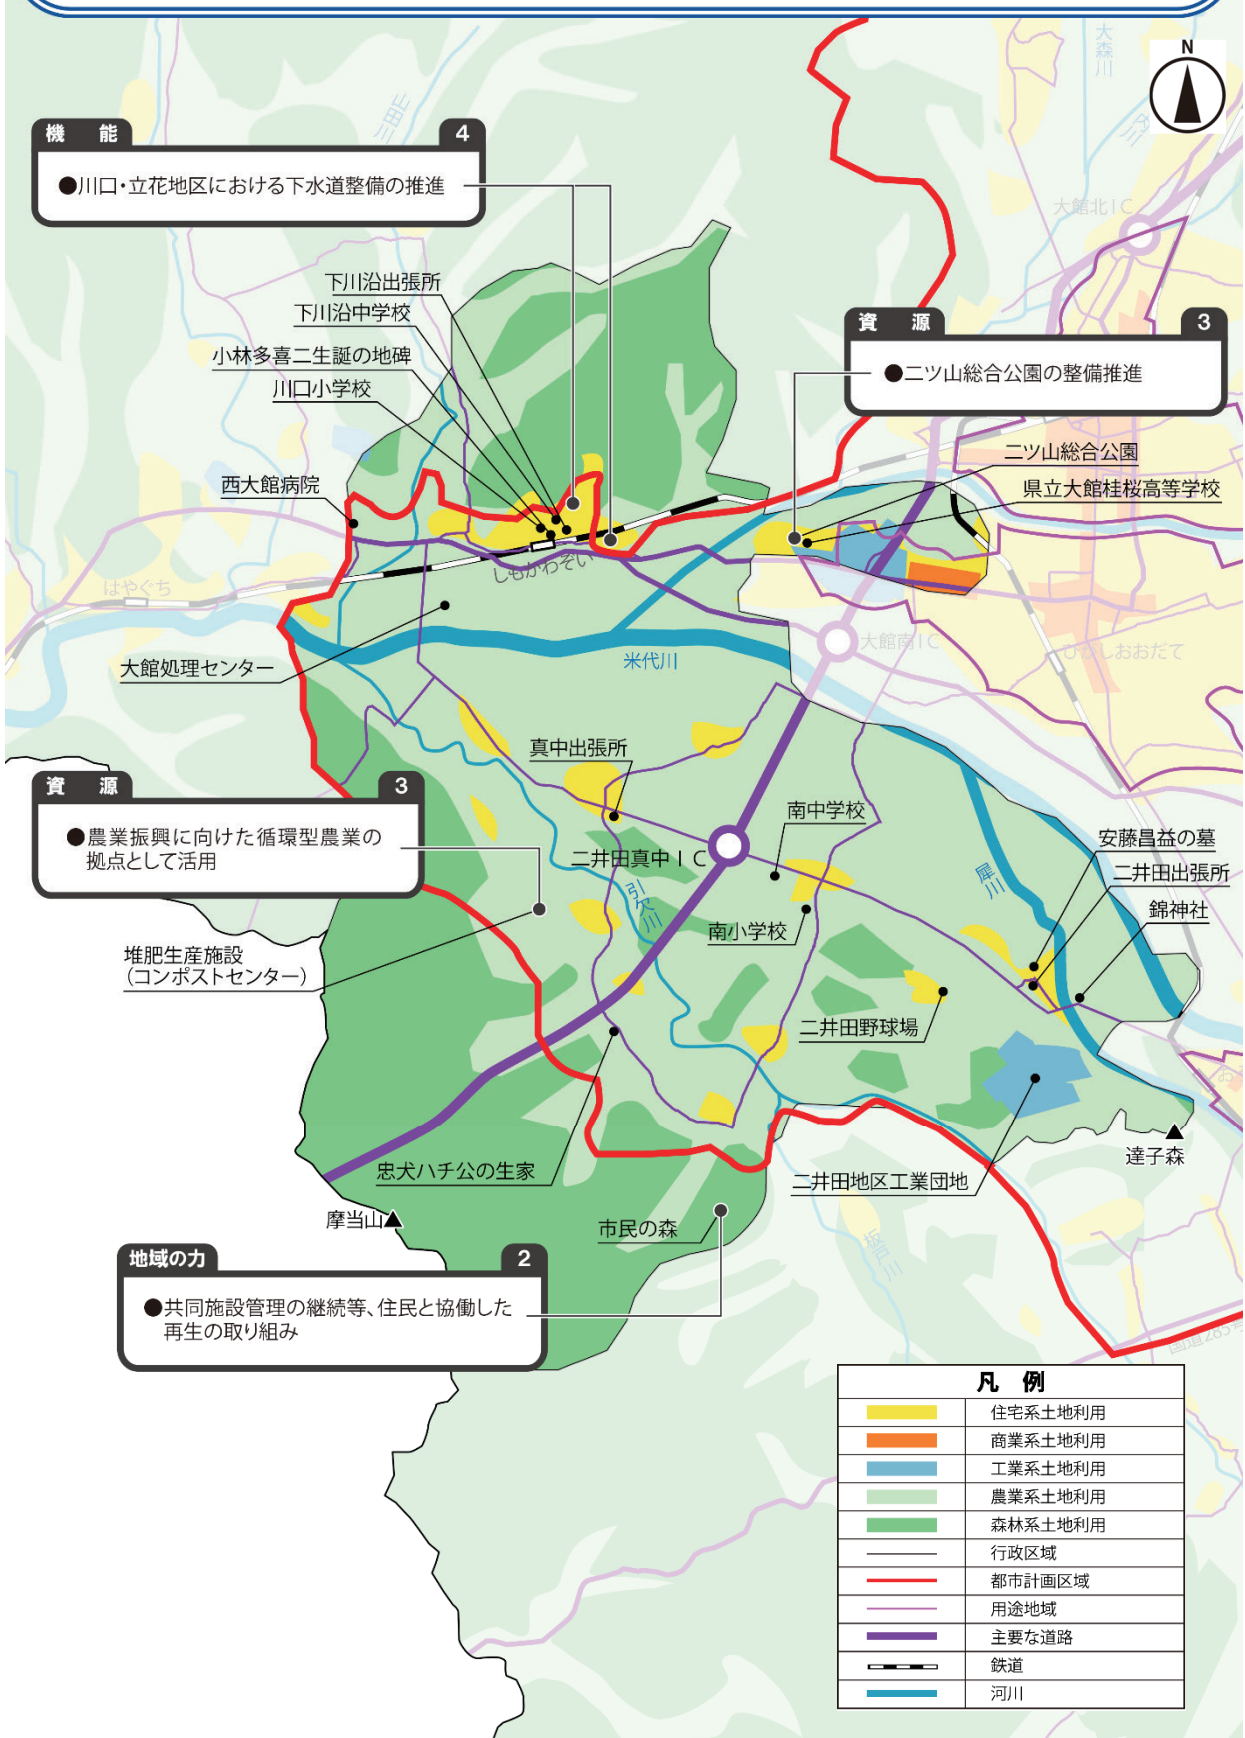 大森川
N
山田川
内川
機能 4
●川口・立花地区における下水道整備の推進
大館北IC
下川沿出張所
下川沿中学校
小林多喜二生誕の地碑
川口小学校
資源 3
●二ツ山総合公園の整備推進
西大館病院
二ツ山総合公園
県立大館桂桜高等学校
しもかわぞい
はやぐち
大館南IC
ひがしおおだて
大館処理センター
米代川
真中出張所
資源 3
●農業振興に向けた循環型農業の
拠点として活用
南中学校
安藤昌益の墓
二井田真中IC
二井田出張所
犀川
引欠川
錦神社
南小学校
堆肥生産施設
(コンポストセンター)
二井田野球場
達子森
忠犬ハチ公の生家
二井田地区工業団地
摩当山
市民の森
地域の力 2
●共同施設管理の継続等、住民と協働した
再生の取り組み
国道285号
凡例
住宅系土地利用
商業系土地利用
工業系土地利用
農業系土地利用
森林系土地利用
行政区域
都市計画区域
用途地域
主要な道路
鉄道
河川